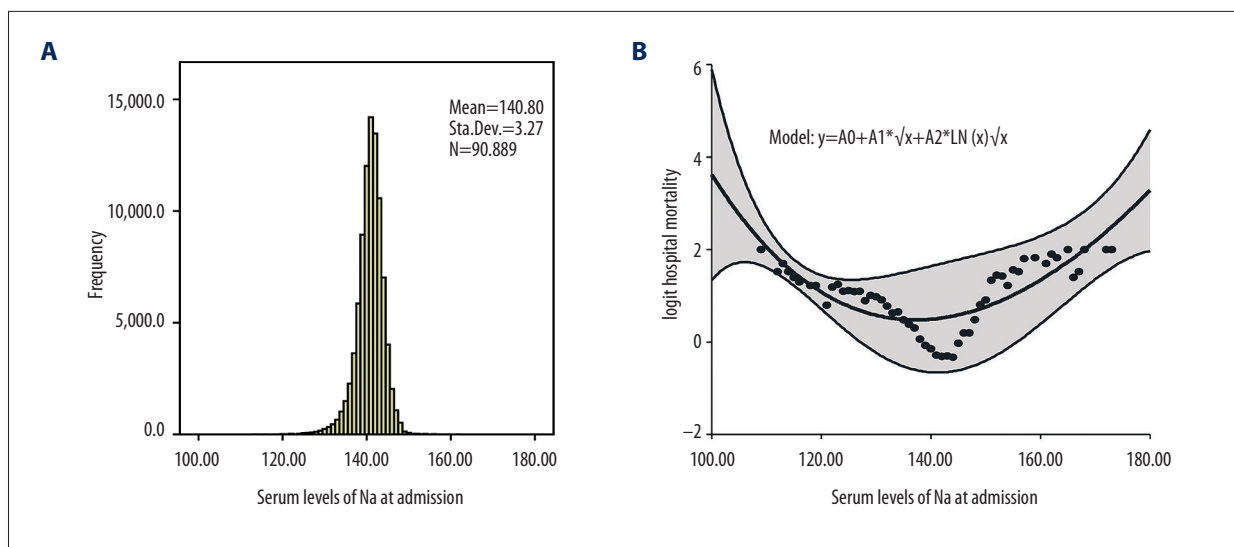 A
15,000.0
10,000.0
5,000.0
0.0
Frequency
Mean=140.80
Sta.Dev.=3.27
N=90.889
100.00 120.00 140.00 160.00 180.00
Serum levels of Na at admission
B
6
4
2
0
−2
logit hospital mortality
Model: y=A0+A1*√x+A2*LN (x)√x
100.00 120.00 140.00 160.00 180.00
Serum levels of Na at admission